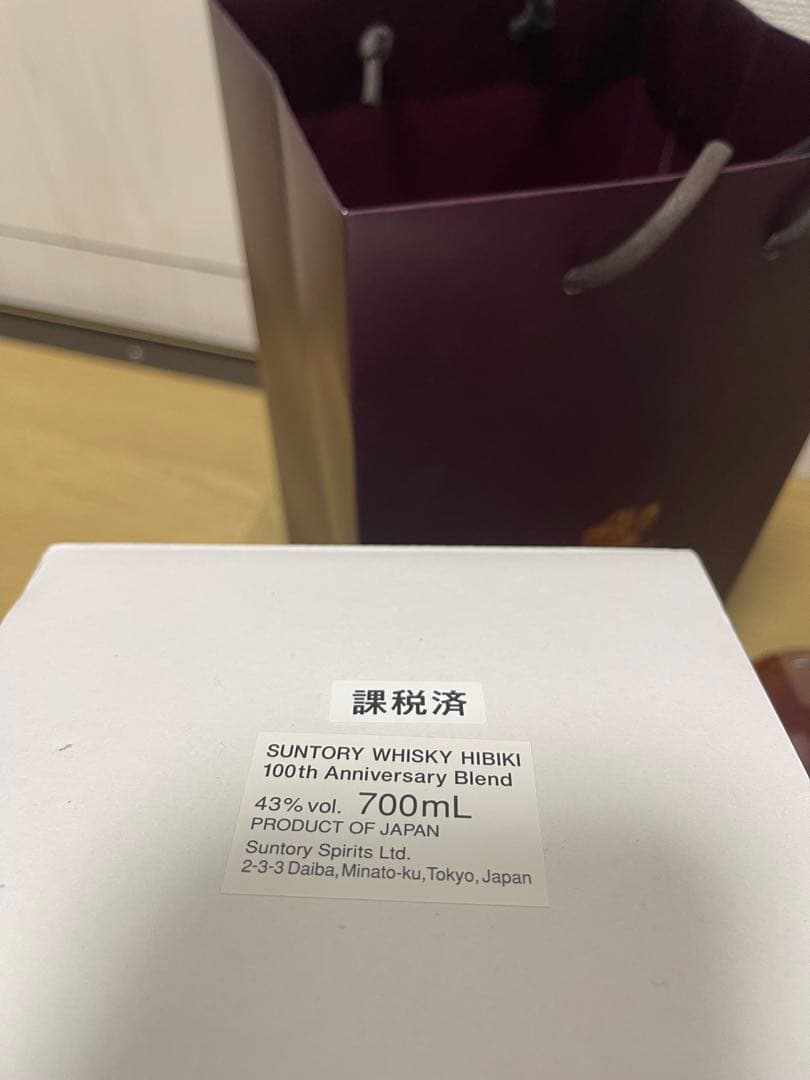 課税済
SUNTORY WHISKY HIBIKI
100th Anniversary Blend
43% vol. 700mL
PRODUCT OF JAPAN
Suntory Spirits Ltd.
2-3-3 Daiba, Minato-ku, Tokyo, Japan